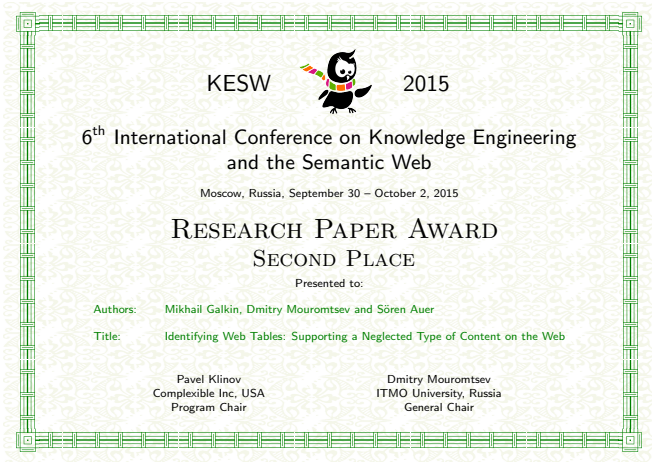 KESW 2015
6th International Conference on Knowledge Engineering
and the Semantic Web
Moscow, Russia, September 30 – October 2, 2015
Research Paper Award
Second Place
Presented to:
Authors: Mikhail Galkin, Dmitry Mouromtsev and Sören Auer
Title: Identifying Web Tables: Supporting a Neglected Type of Content on the Web
Pavel Klinov
Complexible Inc, USA
Program Chair
Dmitry Mouromtsev
ITMO University, Russia
General Chair